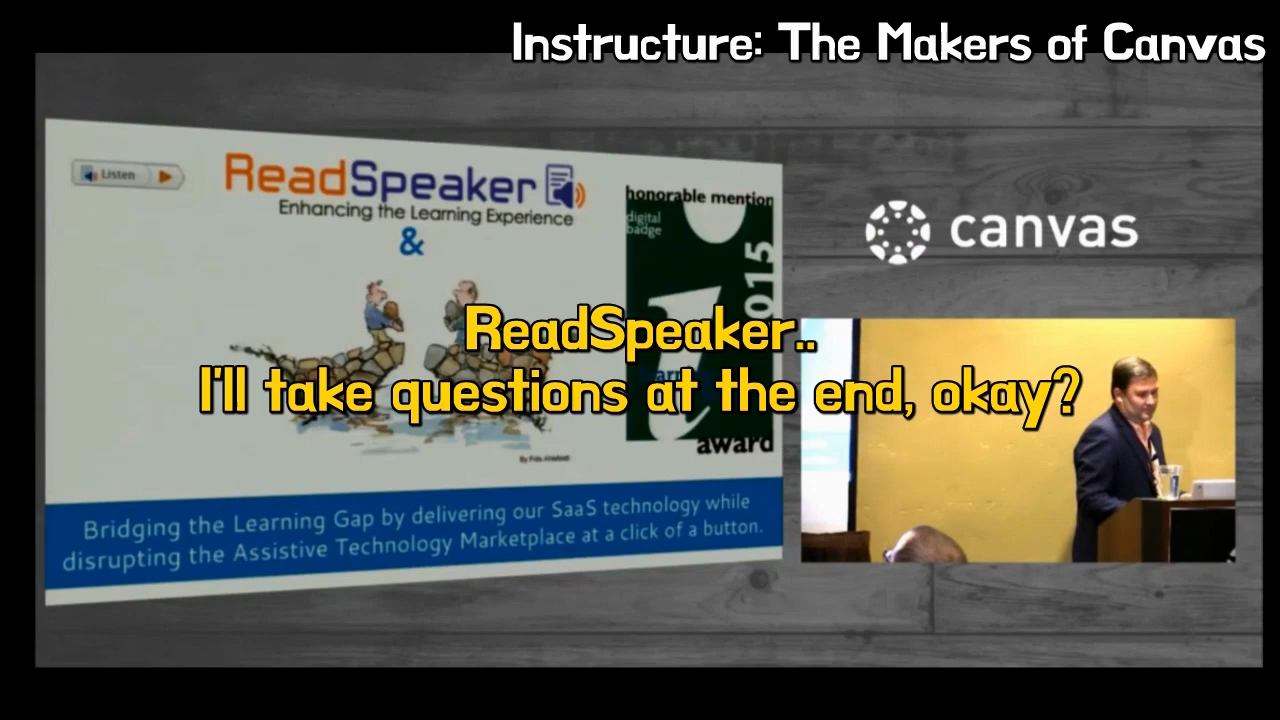 Instructure: The Makers of Canvas
Listen
ReadSpeaker
Enhancing the Learning Experience
&
honorable mention
digital
badge
canvas
ReadSpeaker..
I'll take questions at the end, okay?
award
Bridging the Learning Gap by delivering our SaaS technology while
disrupting the Assistive Technology Marketplace at a click of a button.